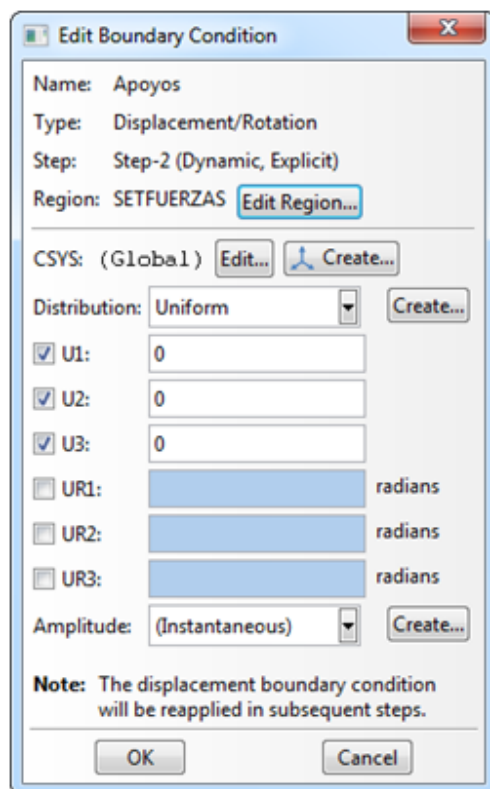 Edit Boundary Condition
Name: Apoyos
Type: Displacement/Rotation
Step: Step-2 (Dynamic, Explicit)
Region: SETFUERZAS Edit Region...
CSYS: (Global) Edit... Create...
Distribution: Uniform Create...
U1: 0
U2: 0
U3: 0
UR1: radians
UR2: radians
UR3: radians
Amplitude: (Instantaneous) Create...
Note: The displacement boundary condition
will be reapplied in subsequent steps.
OK Cancel